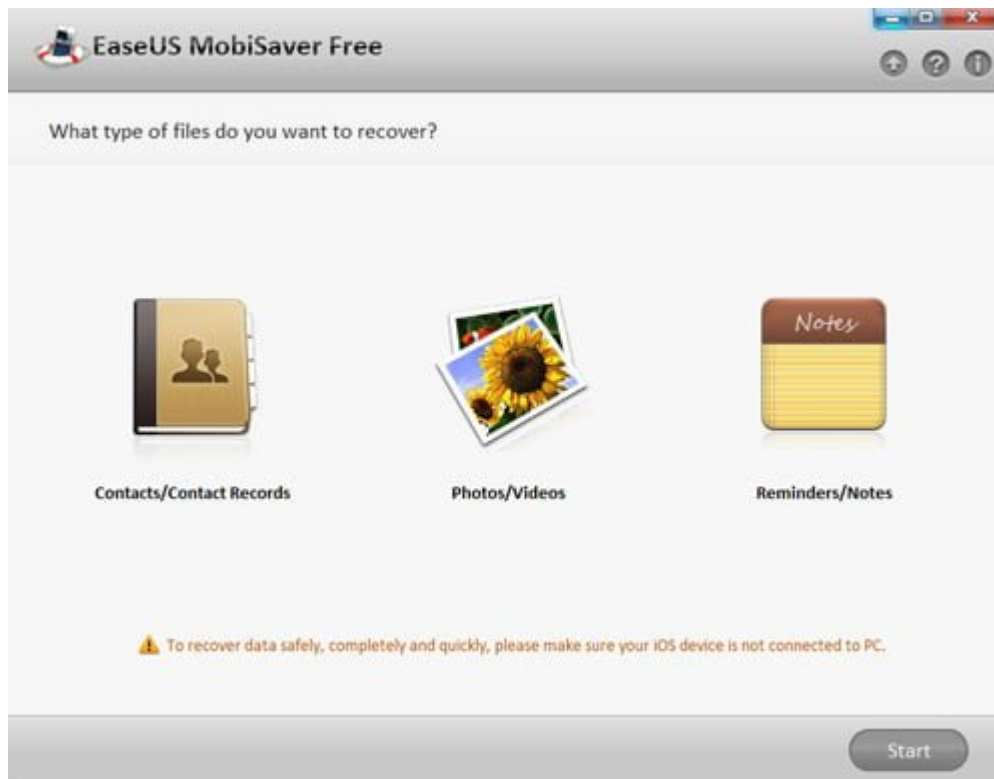 EaseUS MobiSaver Free
What type of files do you want to recover?
Notes
Contacts/Contact Records
Photos/Videos
Reminders/Notes
To recover data safely, completely and quickly, please make sure your iOS device is not connected to PC.
Start